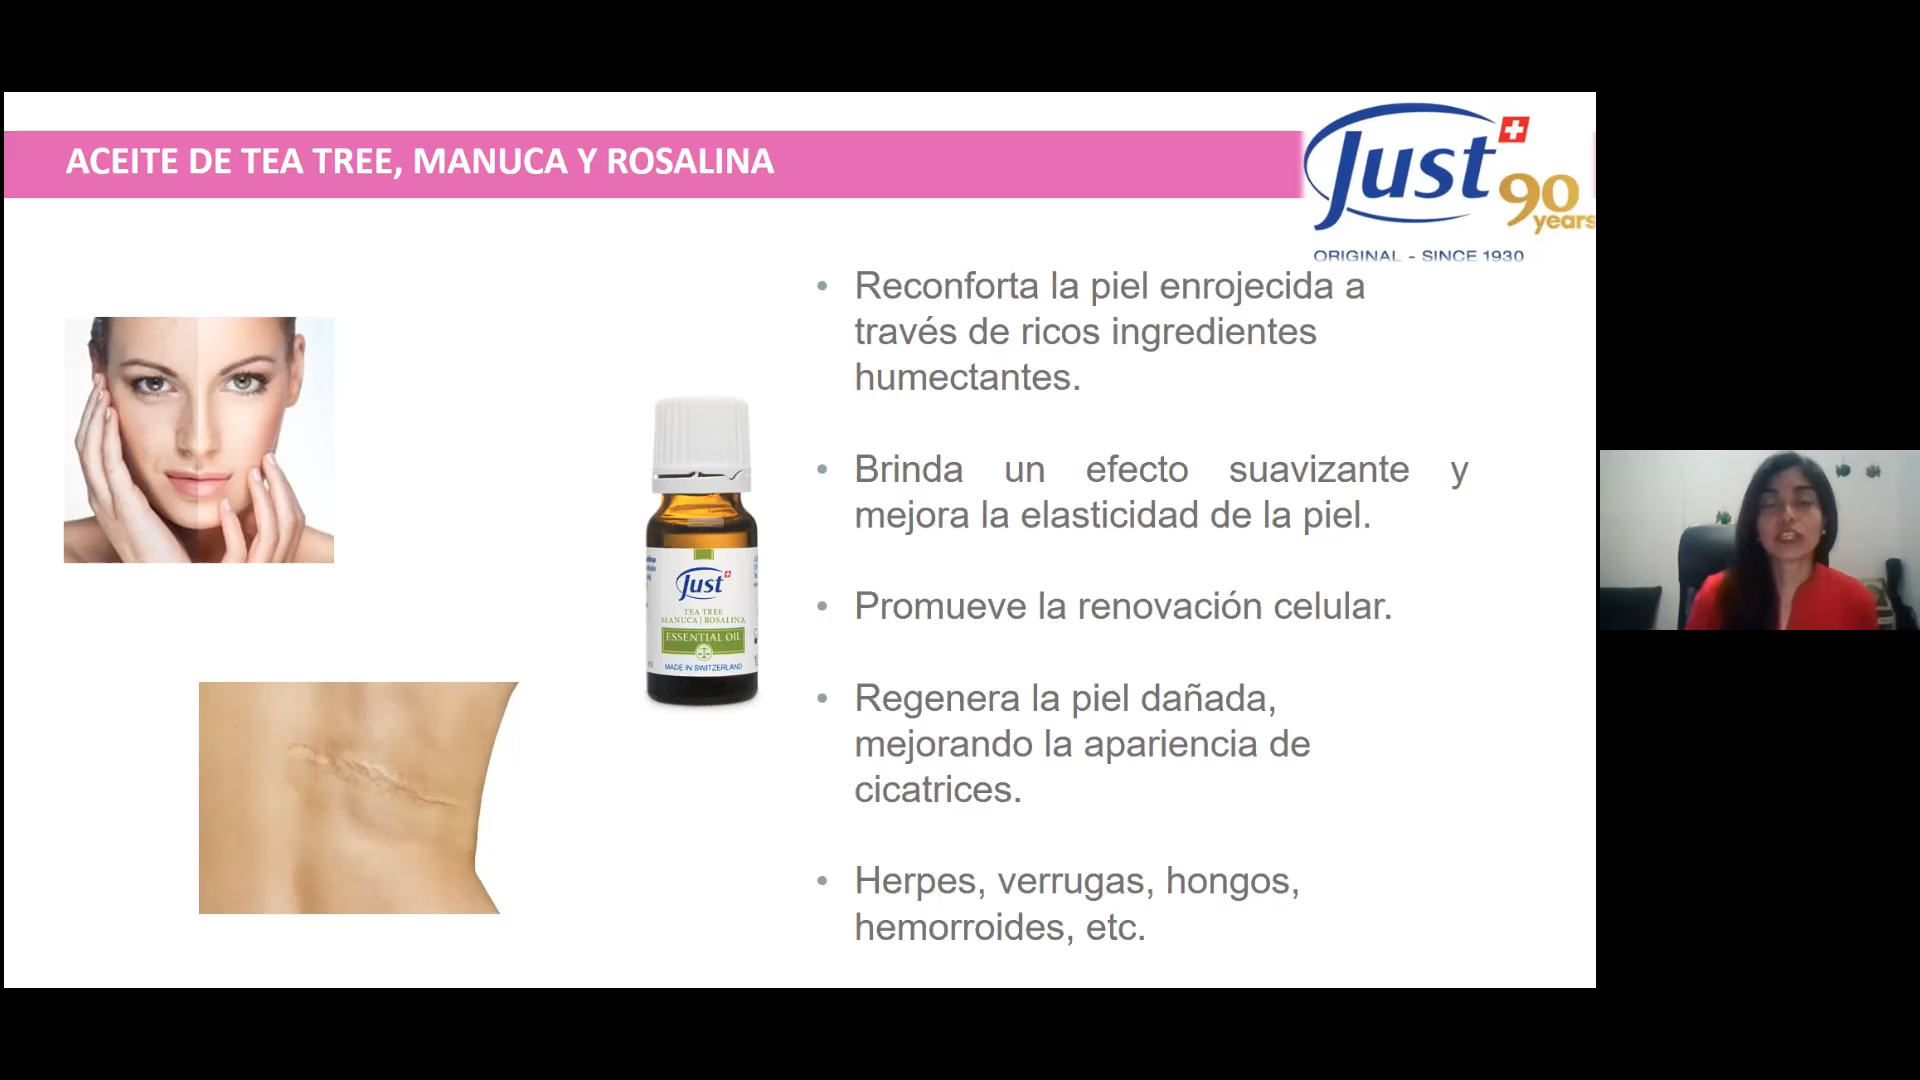 ACEITE DE TEA TREE, MANUCA Y ROSALINA
Just
90
years
ORIGINAL - SINCE 1930
Reconforta la piel enrojecida a
través de ricos ingredientes
humectantes.
Brinda un efecto suavizante y
mejora la elasticidad de la piel.
Promueve la renovación celular.
Regenera la piel dañada,
mejorando la apariencia de
cicatrices.
Herpes, verrugas, hongos,
hemorroides, etc.
Just
TEA TREE
MANUCA | ROSALINA
ESSENTIAL OIL
MADE IN SWITZERLAND